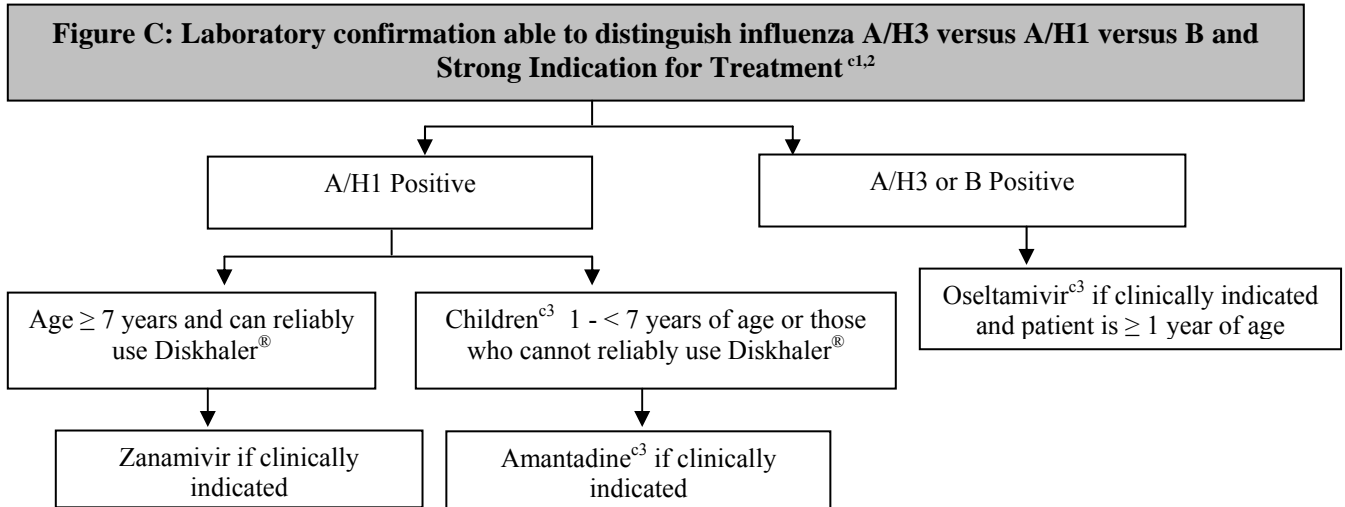 Figure C: Laboratory confirmation able to distinguish influenza A/H3 versus A/H1 versus B and
Strong Indication for Treatment c1,2
A/H1 Positive
A/H3 or B Positive
Age ≥ 7 years and can reliably
use Diskhaler®
Children c3 1 - < 7 years of age or those
who cannot reliably use Diskhaler®
Oseltamivir c3 if clinically indicated
and patient is ≥ 1 year of age
Zanamivir if clinically
indicated
Amantadine c3 if clinically
indicated